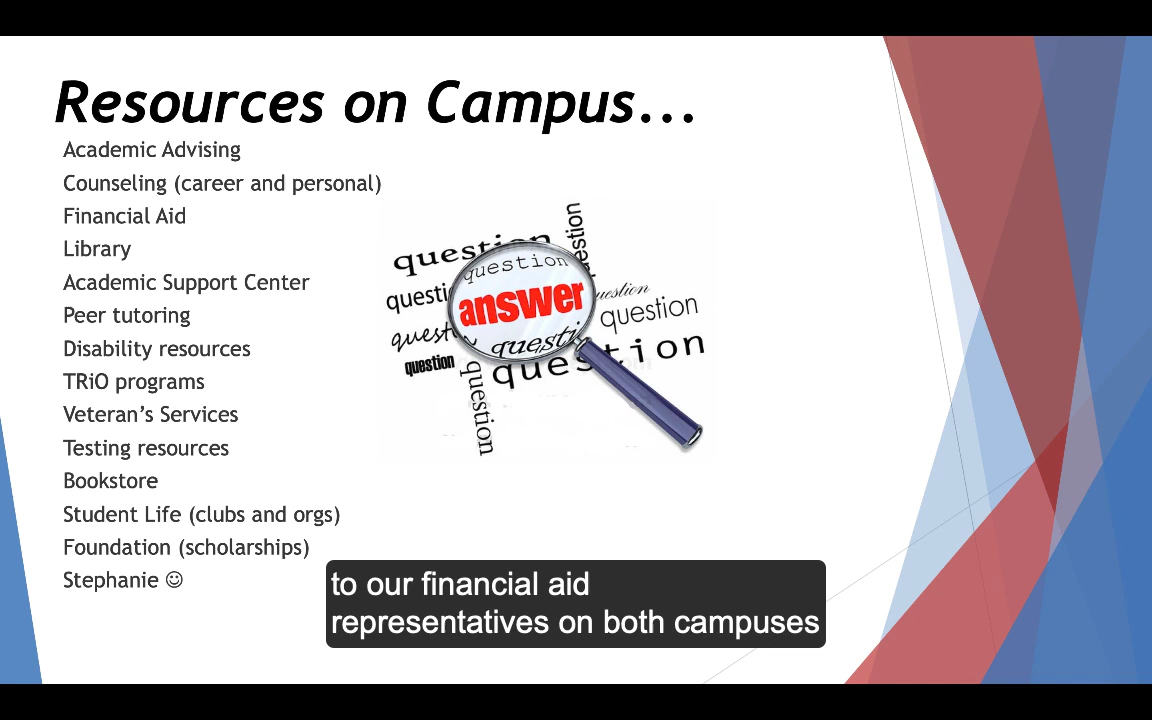 Resources on Campus...
Academic Advising
Counseling (career and personal)
Financial Aid
Library
Academic Support Center
Peer tutoring
Disability resources
TRiO programs
Veteran’s Services
Testing resources
Bookstore
Student Life (clubs and orgs)
Foundation (scholarships)
Stephanie ☺
question
question
question
answer
question
question
question
question
question
to our financial aid
representatives on both campuses